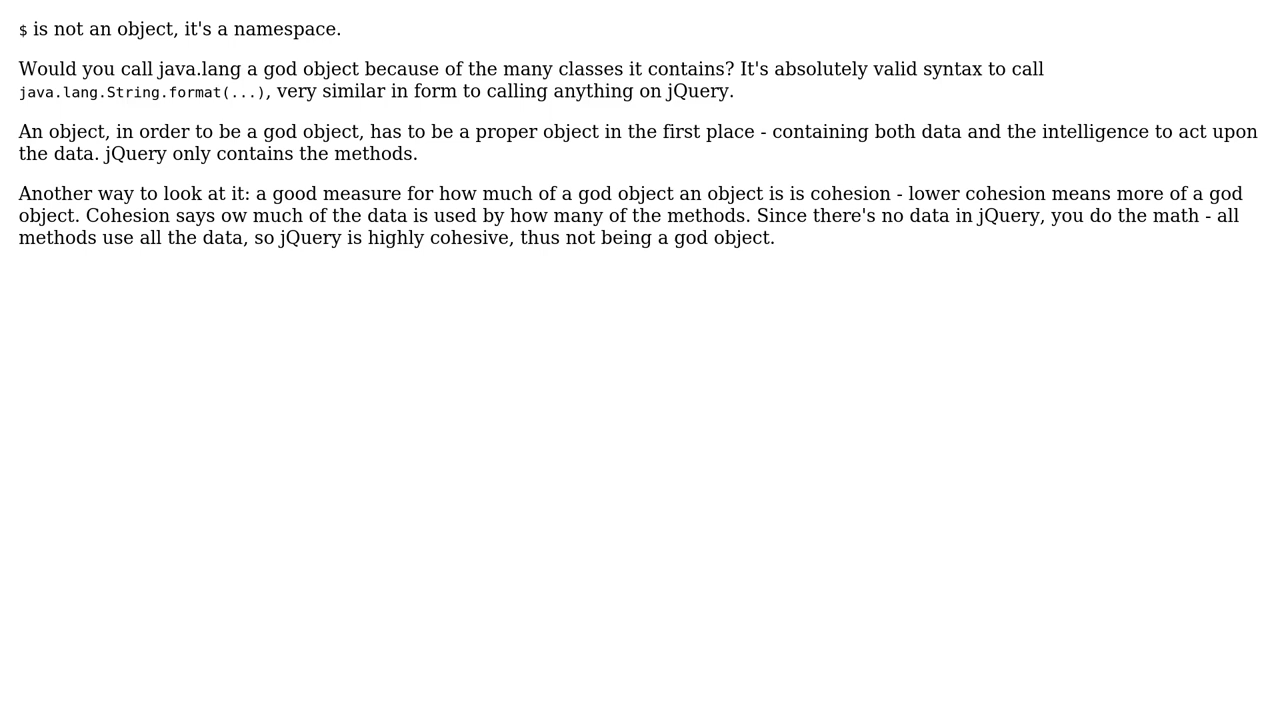 $ is not an object, it's a namespace.
Would you call java.lang a god object because of the many classes it contains? It's absolutely valid syntax to call
java.lang.String.format(...), very similar in form to calling anything on jQuery.
An object, in order to be a god object, has to be a proper object in the first place - containing both data and the intelligence to act upon
the data. jQuery only contains the methods.
Another way to look at it: a good measure for how much of a god object an object is is cohesion - lower cohesion means more of a god
object. Cohesion says ow much of the data is used by how many of the methods. Since there's no data in jQuery, you do the math - all
methods use all the data, so jQuery is highly cohesive, thus not being a god object.